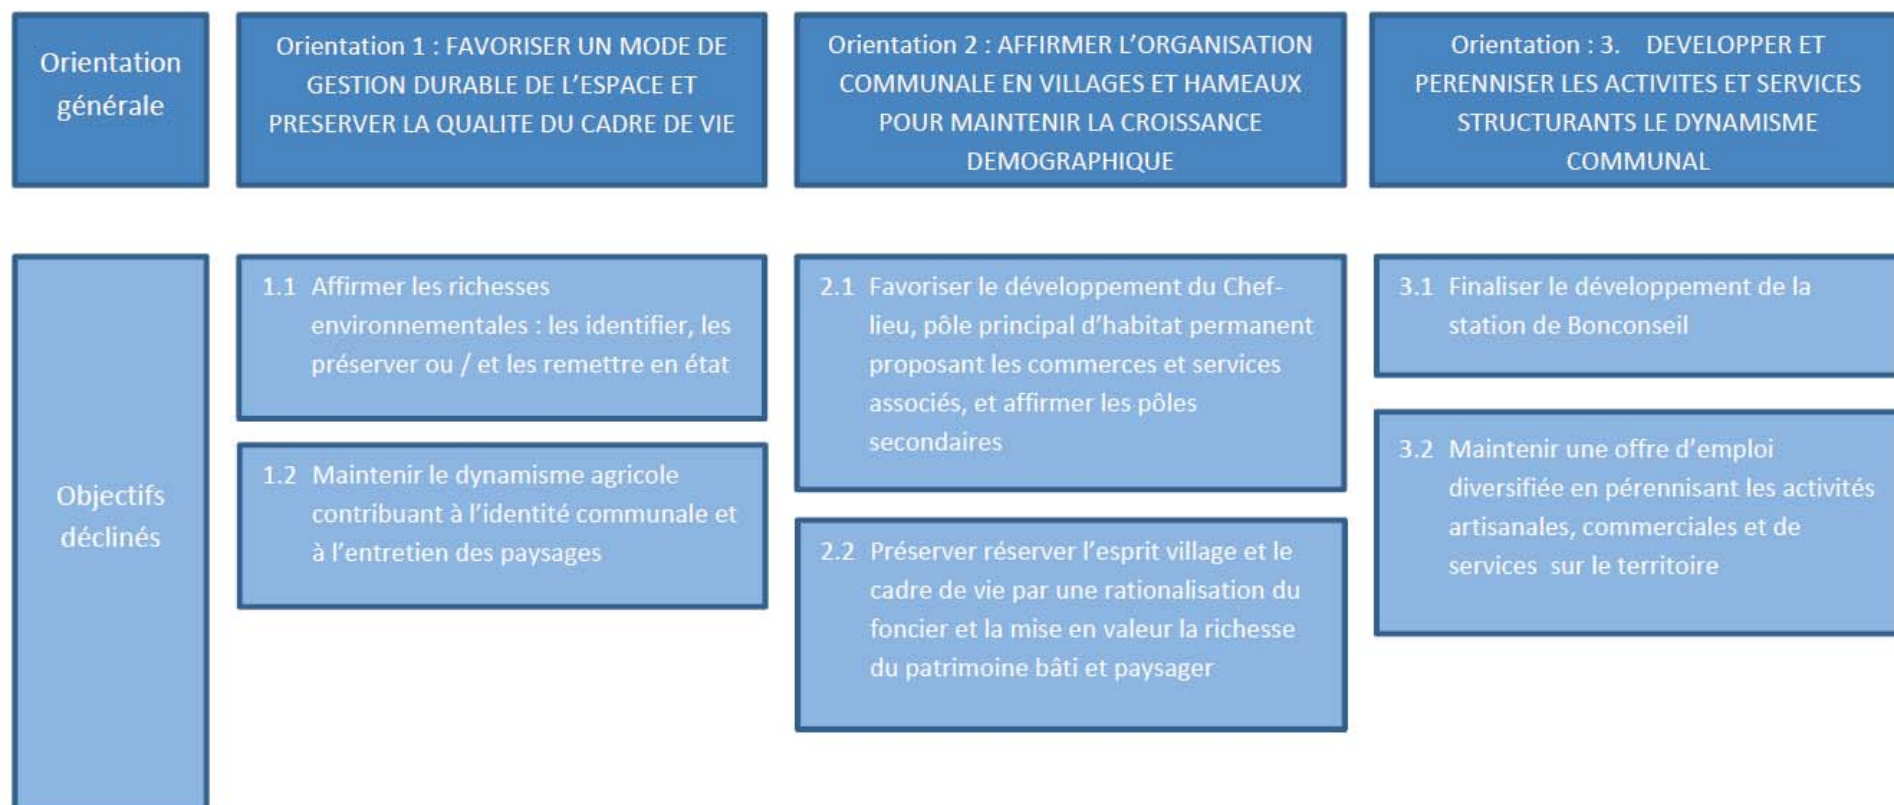 Orientation
générale
Orientation 1 : FAVORISER UN MODE DE
GESTION DURABLE DE L'ESPACE ET
PRESERVER LA QUALITE DU CADRE DE VIE
Orientation 2 : AFFIRMER L'ORGANISATION
COMMUNALE EN VILLAGES ET HAMEAUX
POUR MAINTENIR LA CROISSANCE
DEMOGRAPHIQUE
Orientation : 3. DEVELOPPER ET
PERENNISER LES ACTIVITES ET SERVICES
STRUCTURANTS LE DYNAMISME
COMMUNAL
Objectifs
déclinés
1.1 Affirmer les richesses
environnementales : les identifier, les
préserver ou / et les remettre en état
1.2 Maintenir le dynamisme agricole
contribuant à l'identité communale et
à l'entretien des paysages
2.1 Favoriser le développement du Chef-
lieu, pôle principal d'habitat permanent
proposant les commerces et services
associés, et affirmer les pôles
secondaires
2.2 Préserver réserver l'esprit village et le
cadre de vie par une rationalisation du
foncier et la mise en valeur la richesse
du patrimoine bâti et paysager
3.1 Finaliser le développement de la
station de Bonconseil
3.2 Maintenir une offre d'emploi
diversifiée en pérennisant les activités
artisanales, commerciales et de
services sur le territoire